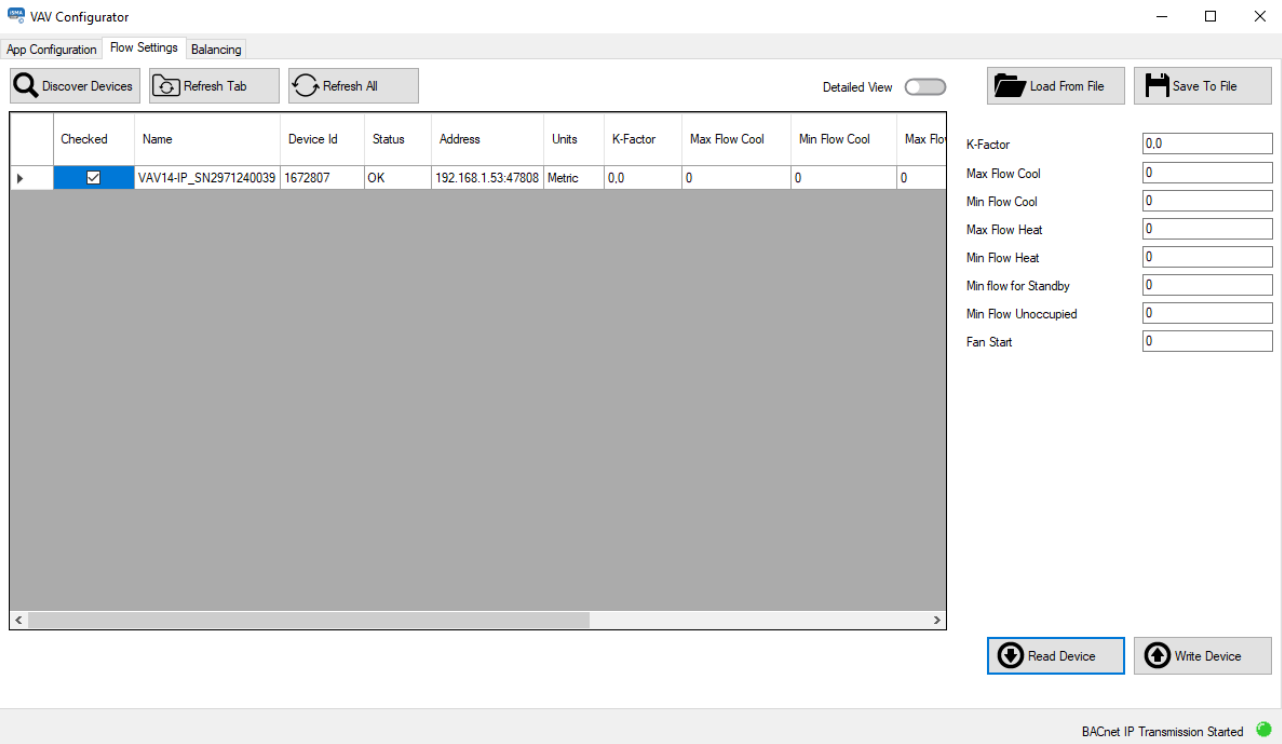 iSMA VAV Configurator
App Configuration Flow Settings Balancing
Discover Devices Refresh Tab Refresh All Detailed View Load From File Save To File
Checked Name Device Id Status Address Units K-Factor Max Flow Cool Min Flow Cool Max Flo
VAV14-IP_SN2971240039 1672807 OK 192.168.1.53:47808 Metric 0,0 0 0 0
K-Factor 0,0
Max Flow Cool 0
Min Flow Cool 0
Max Flow Heat 0
Min Flow Heat 0
Min flow for Standby 0
Min Flow Unoccupied 0
Fan Start 0
Read Device Write Device
BACnet IP Transmission Started